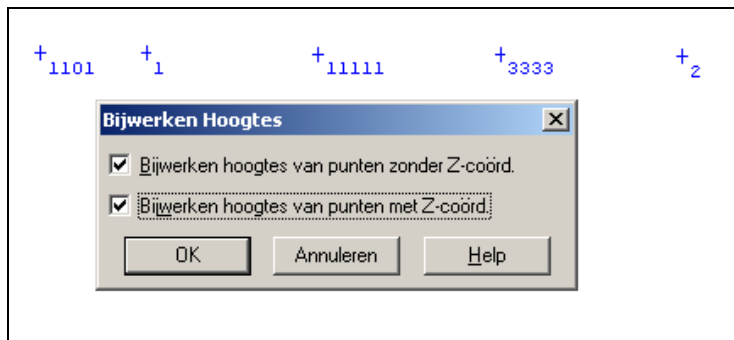 +1101 +1 +11111 +3333 +2
Bijwerken Hoogtes
Bijwerken hoogtes van punten zonder Z-coörd.
Bijwerken hoogtes van punten met Z-coörd.
OK Annuleren Help